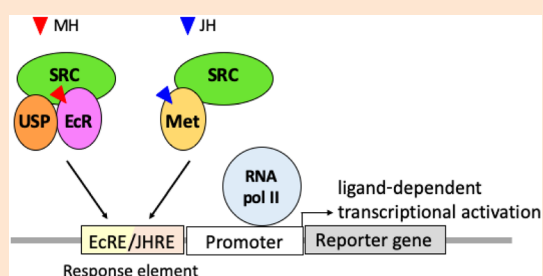 MH
JH
SRC
SRC
USP
EcR
Met
RNA
pol II
ligand-dependent
transcriptional activation
EcRE/JHRE
Promoter
Reporter gene
Response element